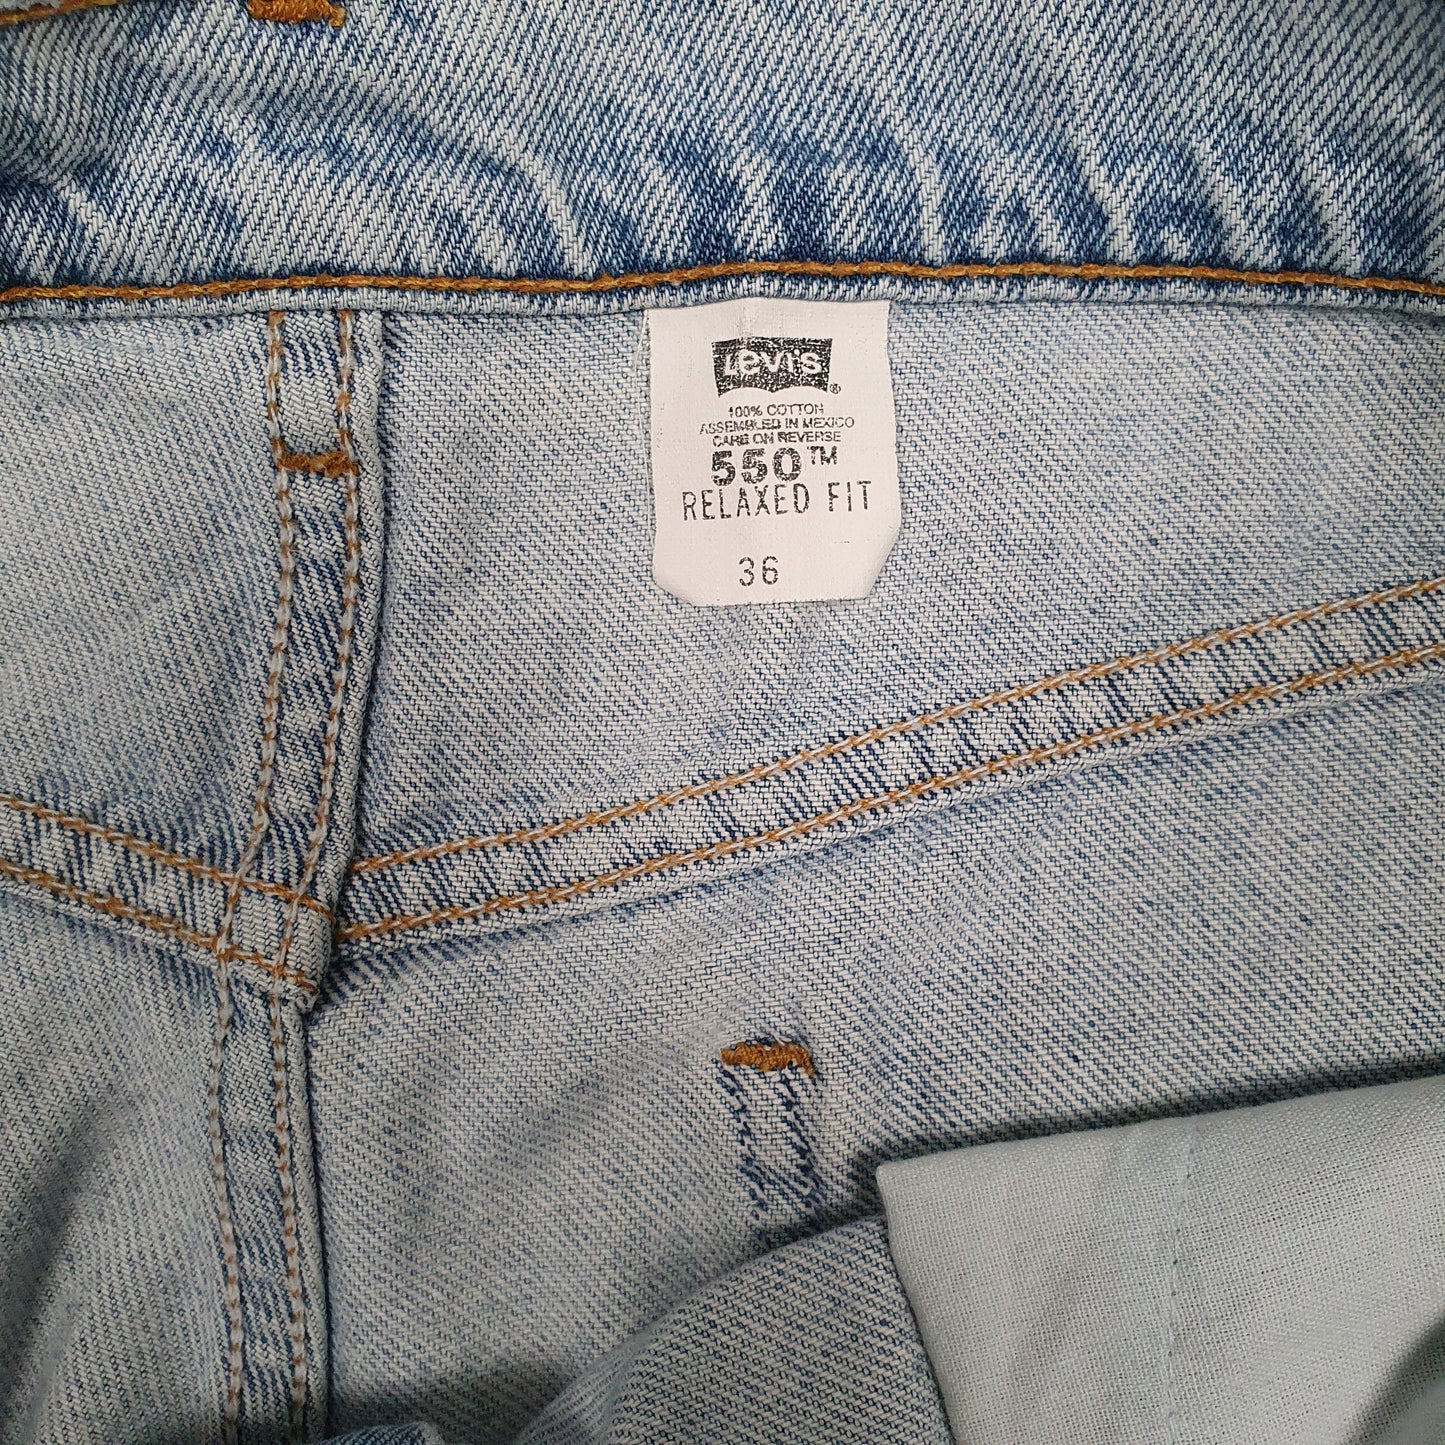 Levi's ®
100% COTTON
ASSEMBLED IN MEXICO
CARE ON REVERSE
550™
RELAXED FIT
36